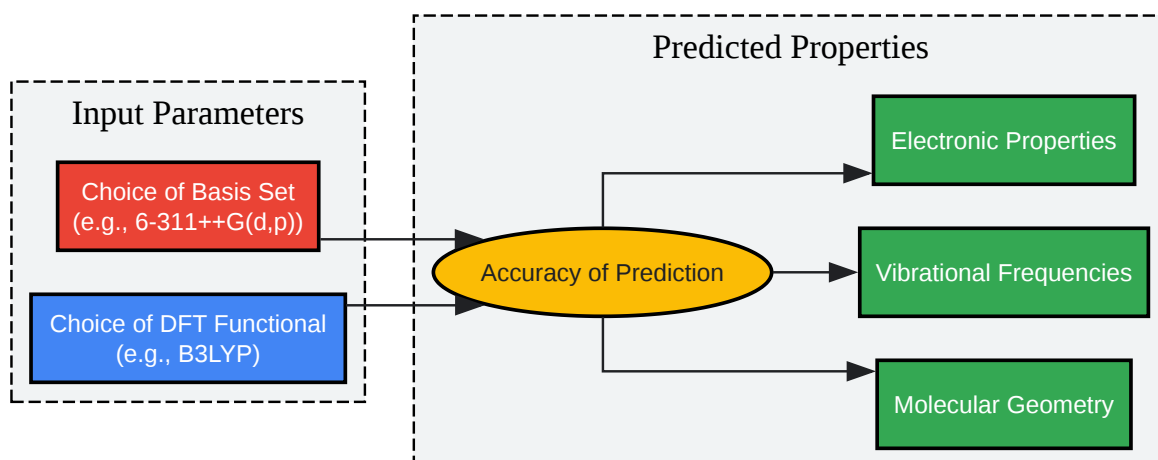 Input Parameters
Choice of Basis Set
(e.g., 6-311++G(d,p))
Choice of DFT Functional
(e.g., B3LYP)
Predicted Properties
Accuracy of Prediction
Electronic Properties
Vibrational Frequencies
Molecular Geometry